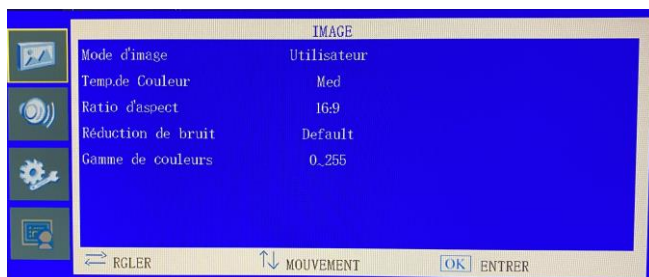 IMAGE
Mode d'image Utilisateur
Temp.de Couleur Med
Ratio d'aspect 16:9
Réduction de bruit Default
Gamme de couleurs 0~255
RGLER MOUVEMENT OK ENTRER